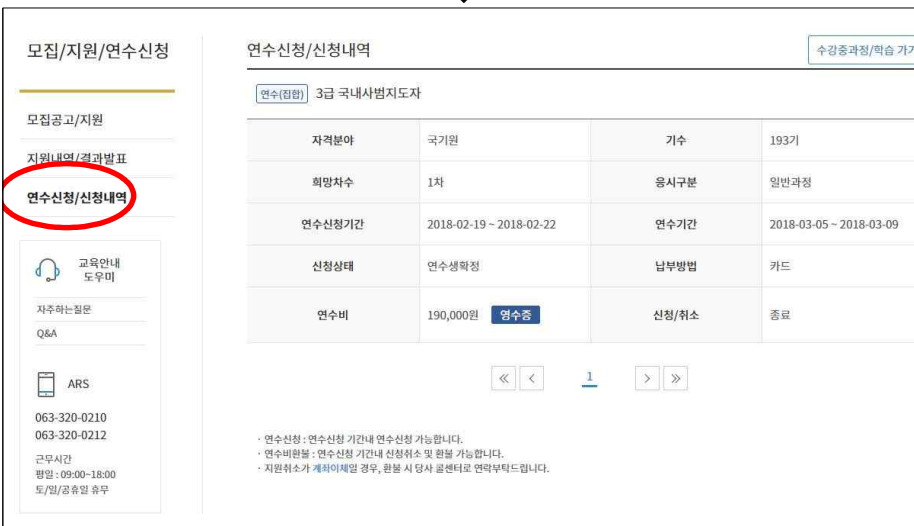 모집/지원/연수신청
모집공고/지원
지원내역/결과발표
연수신청/신청내역
교육안내
도우미
자주하는질문
Q&A
ARS
063-320-0210
063-320-0212
근무시간
평일 : 09:00~18:00
토/일/공휴일 휴무
연수신청/신청내역
수강중과정/학습 가기
연수(집합) 3급 국내사범지도자
자격분야 국기원 기수 193기
희망차수 1차 응시구분 일반과정
연수신청기간 2018-02-19 ~ 2018-02-22 연수기간 2018-03-05 ~ 2018-03-09
신청상태 연수생확정 납부방법 카드
연수비 190,000원 영수증 신청/취소 종료
« < 1 > »
· 연수신청 : 연수신청 기간내 연수신청 가능합니다.
· 연수비환불 : 연수신청 기간내 신청취소 및 환불 가능합니다.
· 지원취소가 계좌이체일 경우, 환불 시 당사 콜센터로 연락부탁드립니다.